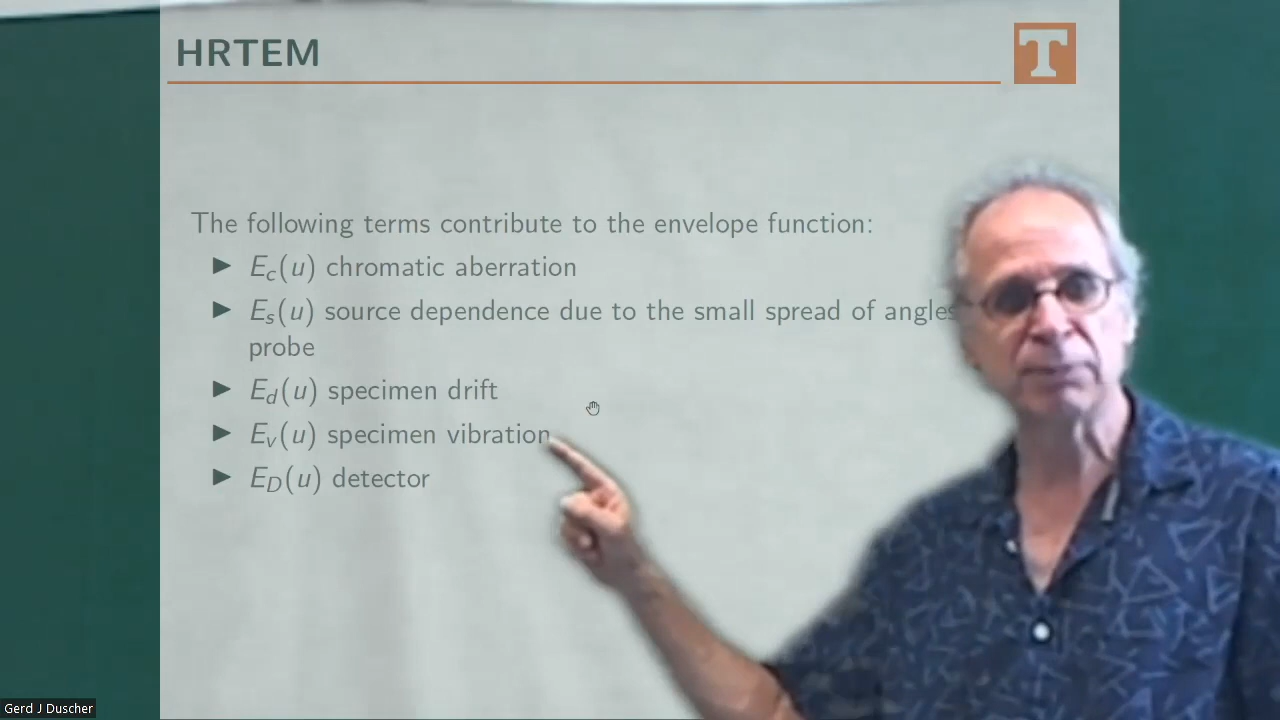 HRTEM
T
The following terms contribute to the envelope function:
▶ E_c(u) chromatic aberration
▶ E_s(u) source dependence due to the small spread of angles
probe
▶ E_d(u) specimen drift
▶ E_v(u) specimen vibration
▶ E_D(u) detector
Gerd J Duscher